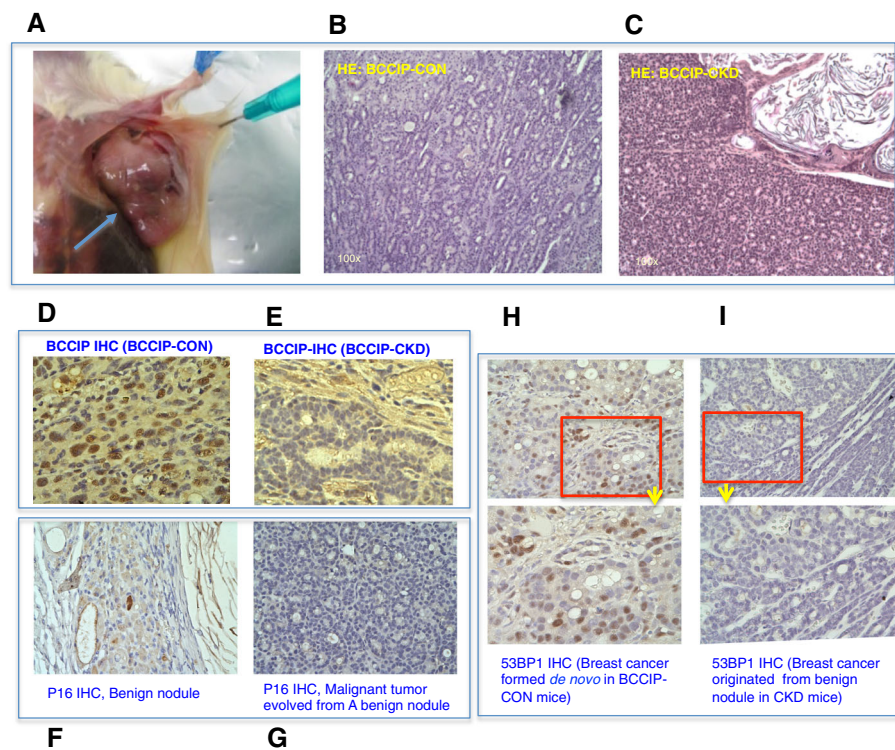 A
B
C
HE: BCCIP-CON
HE: BCCIP-CKD
100x
100x
D
E
H
I
BCCIP IHC (BCCIP-CON)
BCCIP-IHC (BCCIP-CKD)
P16 IHC, Benign nodule
P16 IHC, Malignant tumor
evolved from A benign nodule
53BP1 IHC (Breast cancer
formed de novo in BCCIP-
CON mice)
53BP1 IHC (Breast cancer
originated from benign
nodule in CKD mice)
F
G